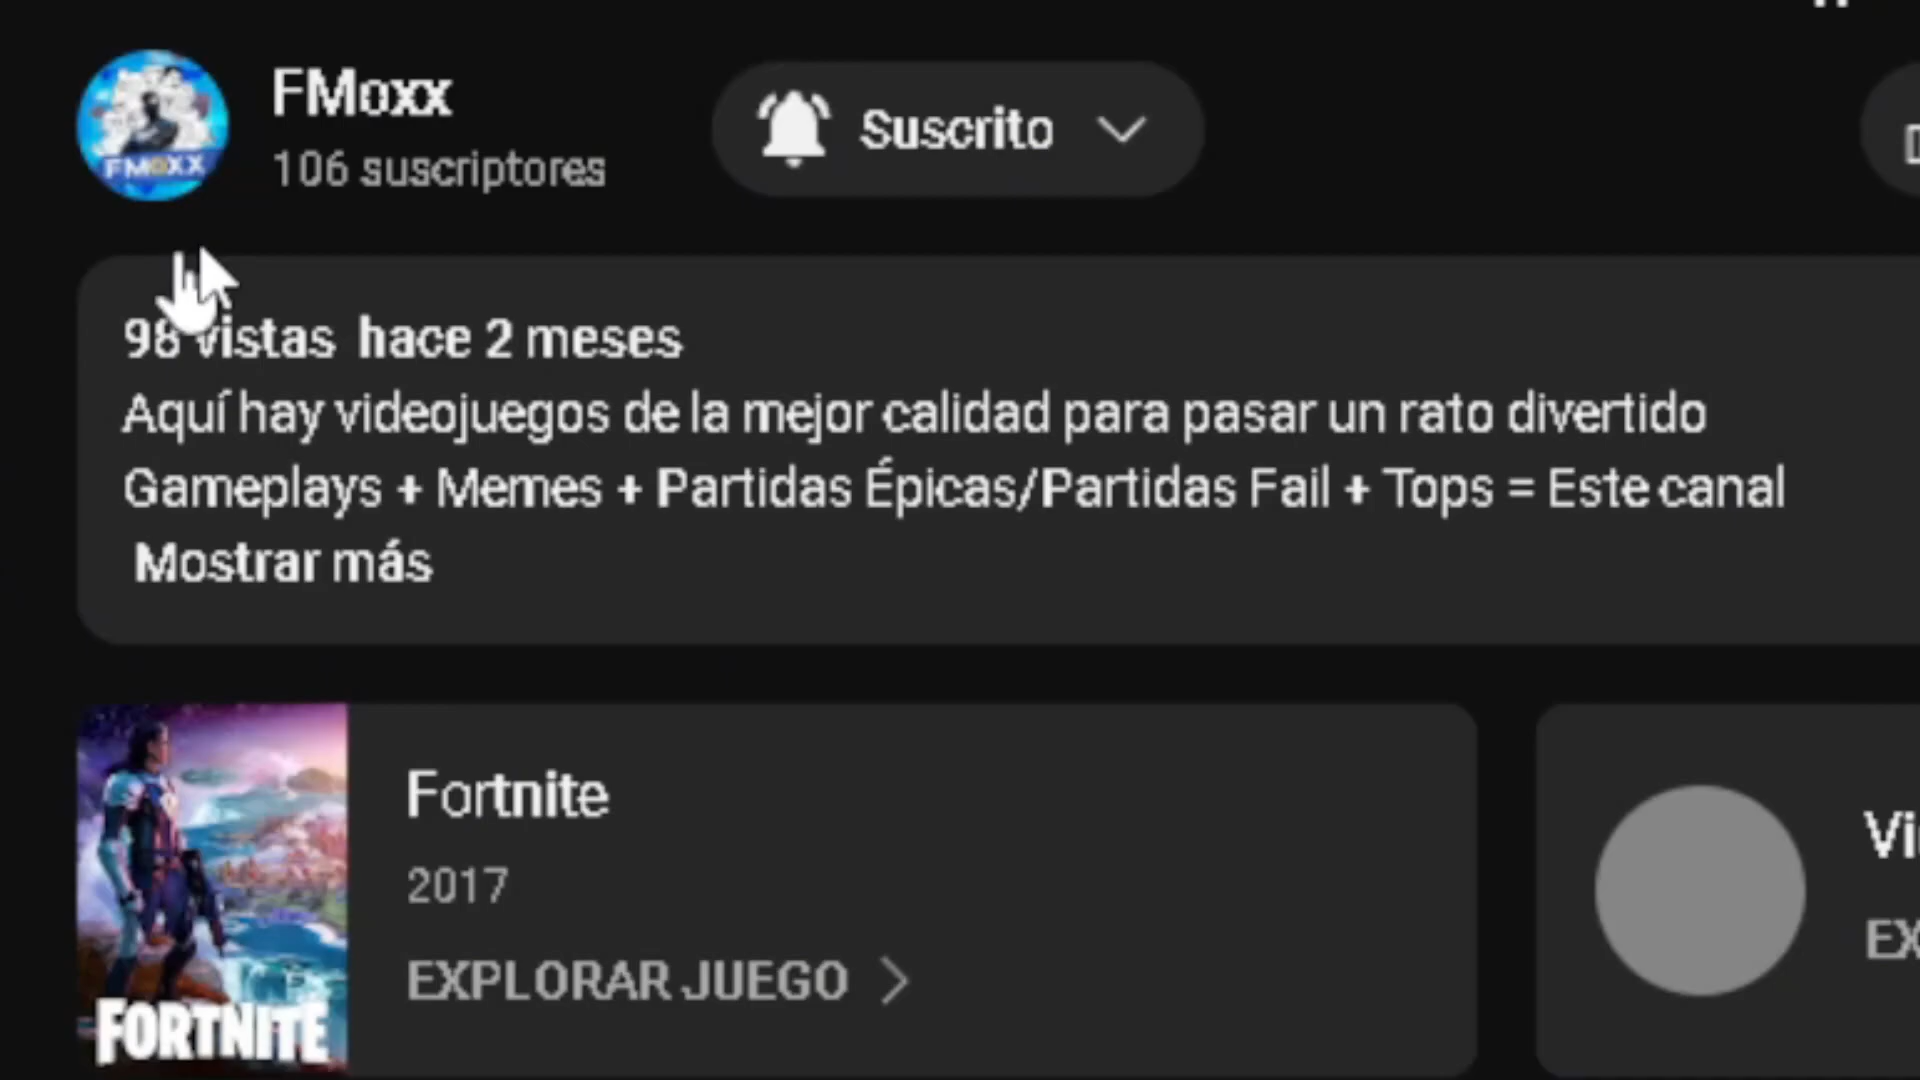 FMoxx
106 suscriptores
Suscrito
FMOXX
98 vistas hace 2 meses
Aquí hay videojuegos de la mejor calidad para pasar un rato divertido
Gameplays + Memes + Partidas Épicas/Partidas Fail + Tops = Este canal
Mostrar más
Fortnite
2017
EXPLORAR JUEGO
FORTNITE